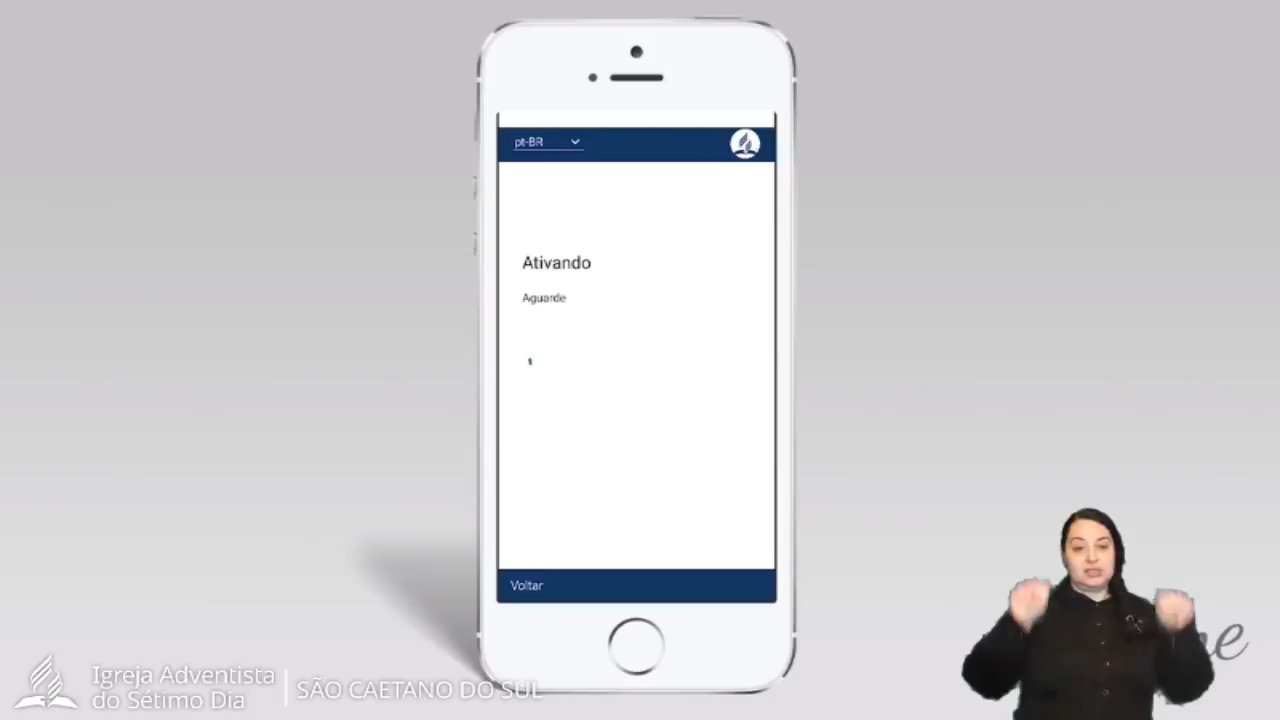 pt-BR
Ativando
Aguarde
Voltar
Igreja Adventista
do Sétimo Dia
SÃO CAETANO DO SUL